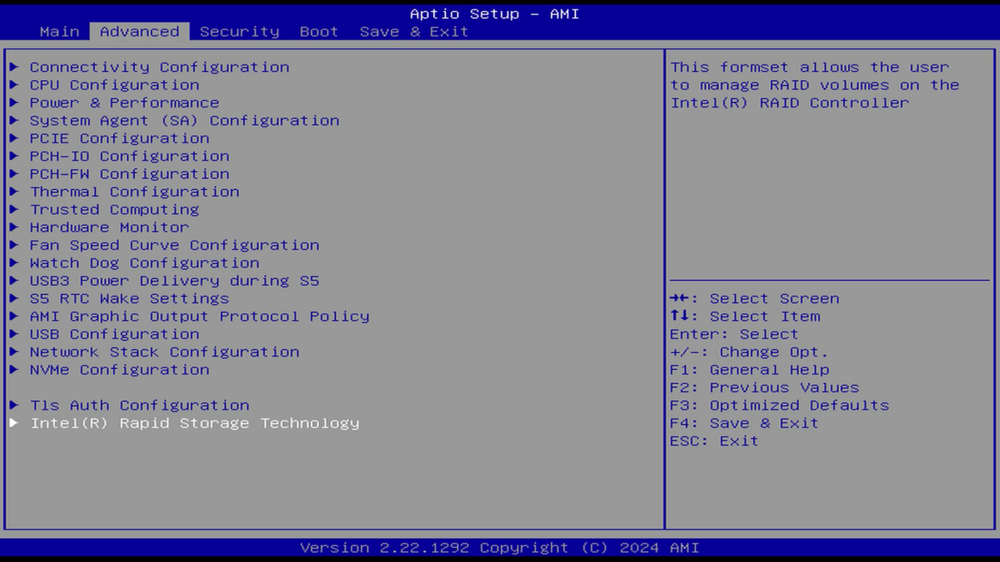 Aptio Setup – AMI
Main Advanced Security Boot Save & Exit
Connectivity Configuration
CPU Configuration
Power & Performance
System Agent (SA) Configuration
PCIE Configuration
PCH-IO Configuration
PCH-FW Configuration
Thermal Configuration
Trusted Computing
Hardware Monitor
Fan Speed Curve Configuration
Watch Dog Configuration
USB3 Power Delivery during S5
S5 RTC Wake Settings
AMI Graphic Output Protocol Policy
USB Configuration
Network Stack Configuration
NVMe Configuration
Tls Auth Configuration
Intel(R) Rapid Storage Technology
This formset allows the user
to manage RAID volumes on the
Intel(R) RAID Controller
→←: Select Screen
↑↓: Select Item
Enter: Select
+/-: Change Opt.
F1: General Help
F2: Previous Values
F3: Optimized Defaults
F4: Save & Exit
ESC: Exit
Version 2.22.1292 Copyright (C) 2024 AMI